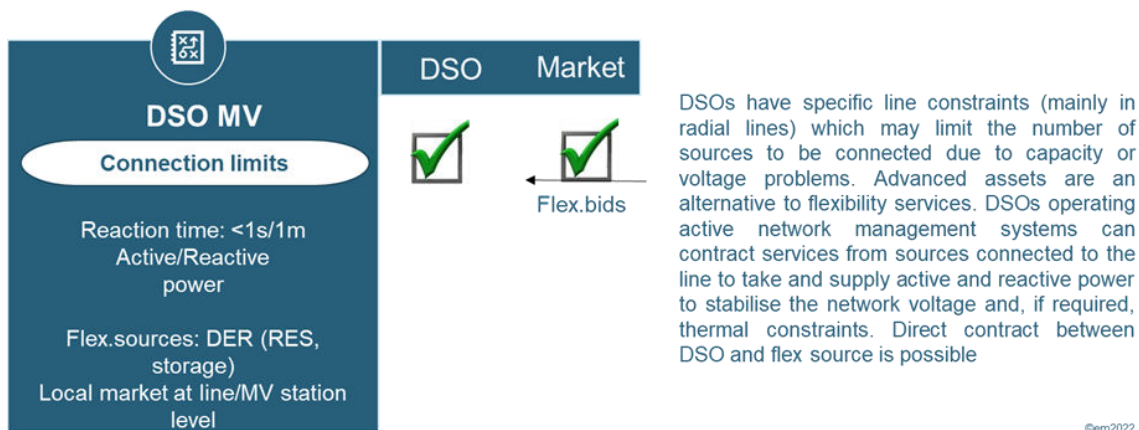 DSO MV
Connection limits
Reaction time: <1s/1m
Active/Reactive
power
Flex.sources: DER (RES,
storage)
Local market at line/MV station
level
DSO
Market
Flex.bids
DSOs have specific line constraints (mainly in
radial lines) which may limit the number of
sources to be connected due to capacity or
voltage problems. Advanced assets are an
alternative to flexibility services. DSOs operating
active network management systems can
contract services from sources connected to the
line to take and supply active and reactive power
to stabilise the network voltage and, if required,
thermal constraints. Direct contract between
DSO and flex source is possible
©em2022